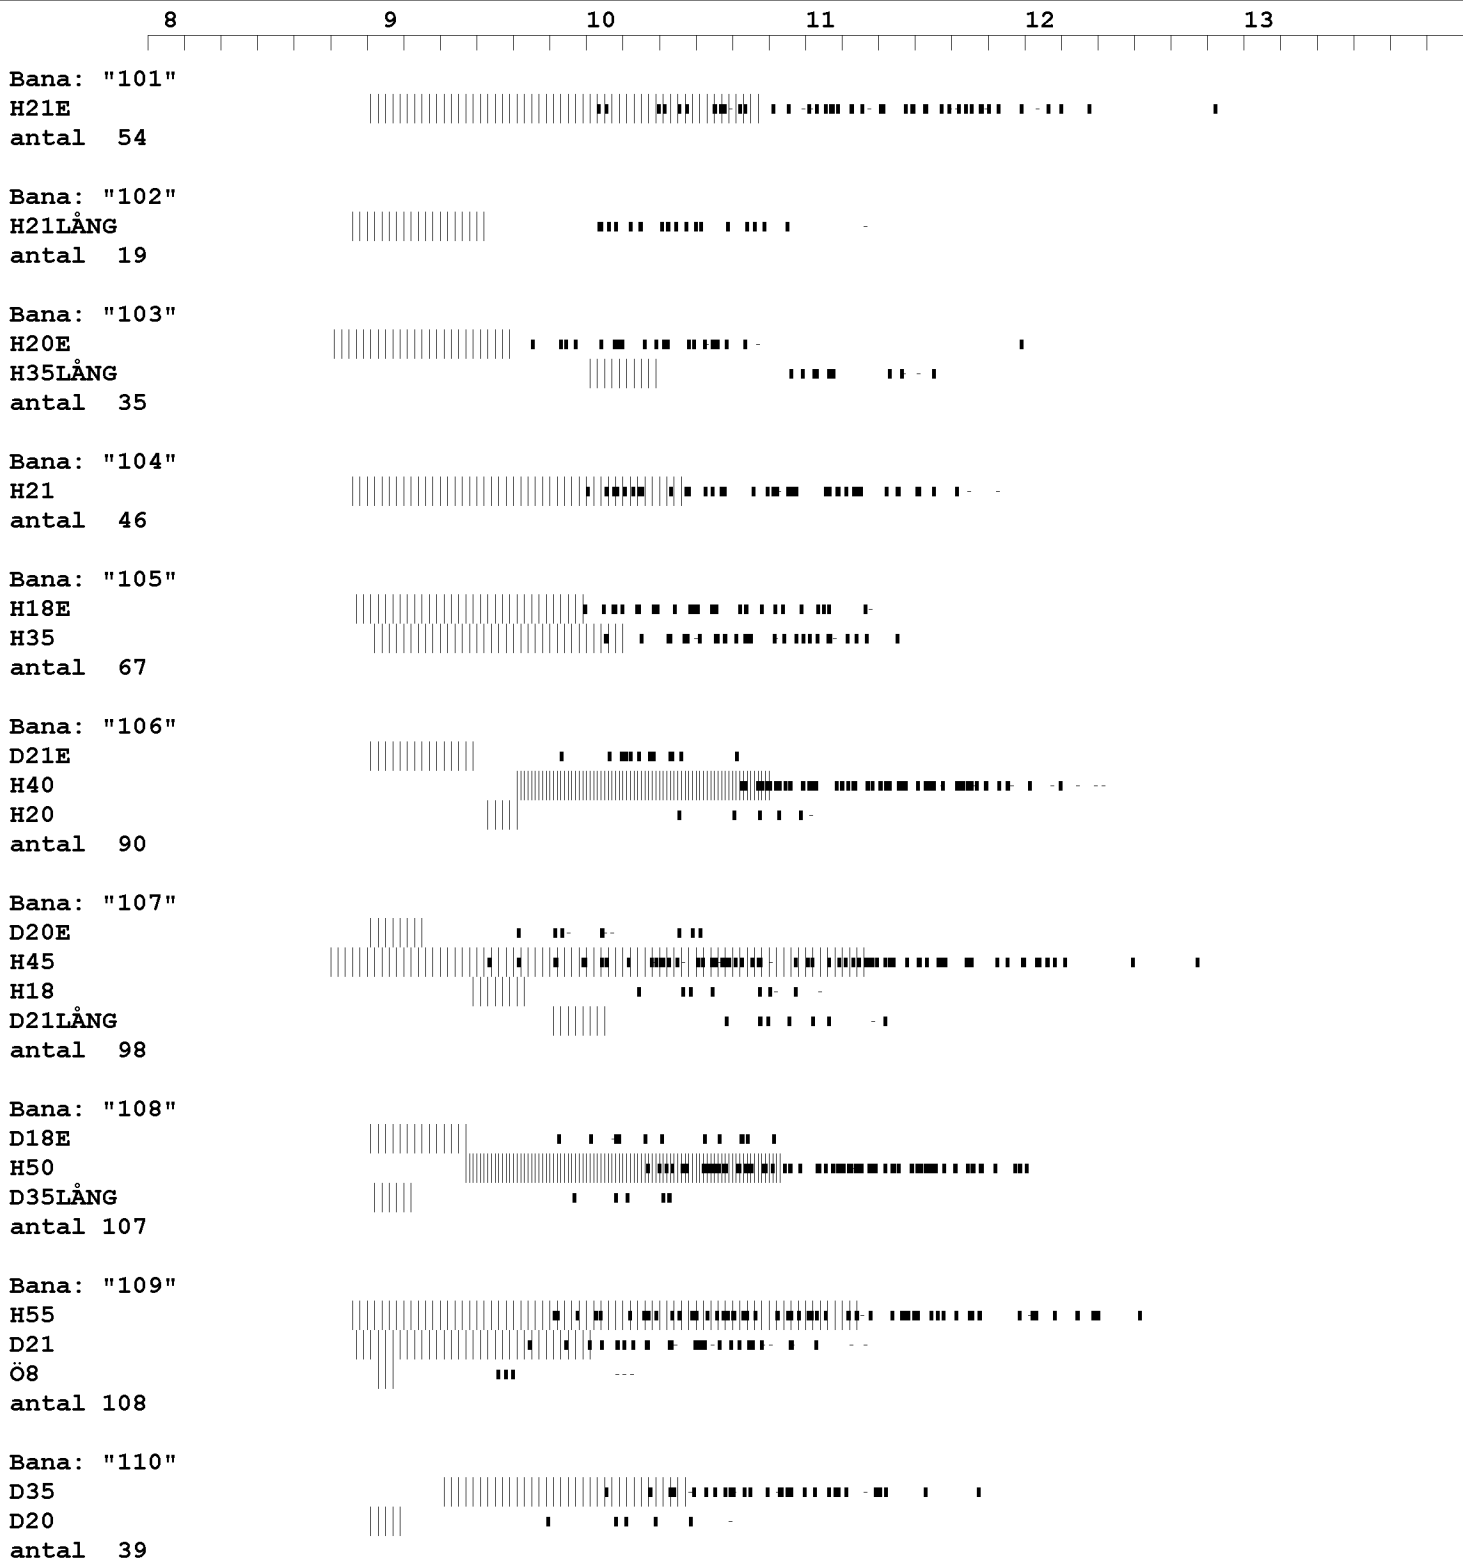 8 9 10 11 12 13
Bana: "101"
H21E
antal 54
Bana: "102"
H21LÅNG
antal 19
Bana: "103"
H20E
H35LÅNG
antal 35
Bana: "104"
H21
antal 46
Bana: "105"
H18E
H35
antal 67
Bana: "106"
D21E
H40
H20
antal 90
Bana: "107"
D20E
H45
H18
D21LÅNG
antal 98
Bana: "108"
D18E
H50
D35LÅNG
antal 107
Bana: "109"
H55
D21
Ö8
antal 108
Bana: "110"
D35
D20
antal 39